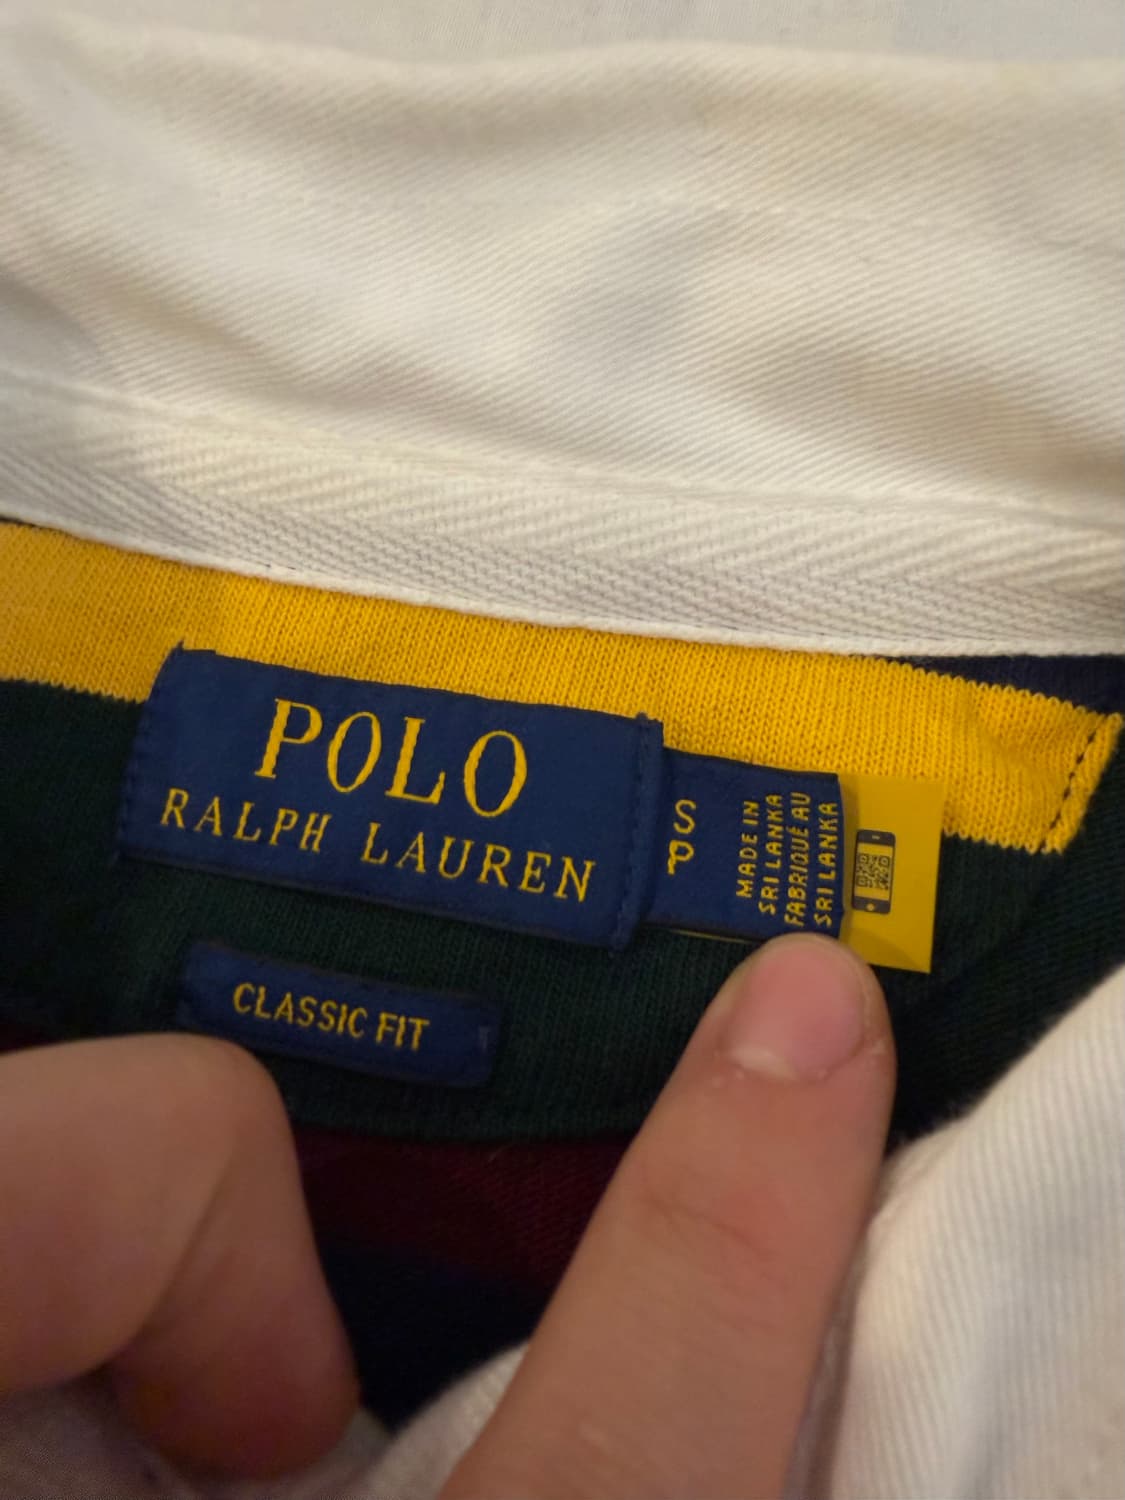 POLO
RALPH LAUREN
S
P
MADE IN
SRI LANKA
FABRIQUÉ AU
SRI LANKA
CLASSIC FIT